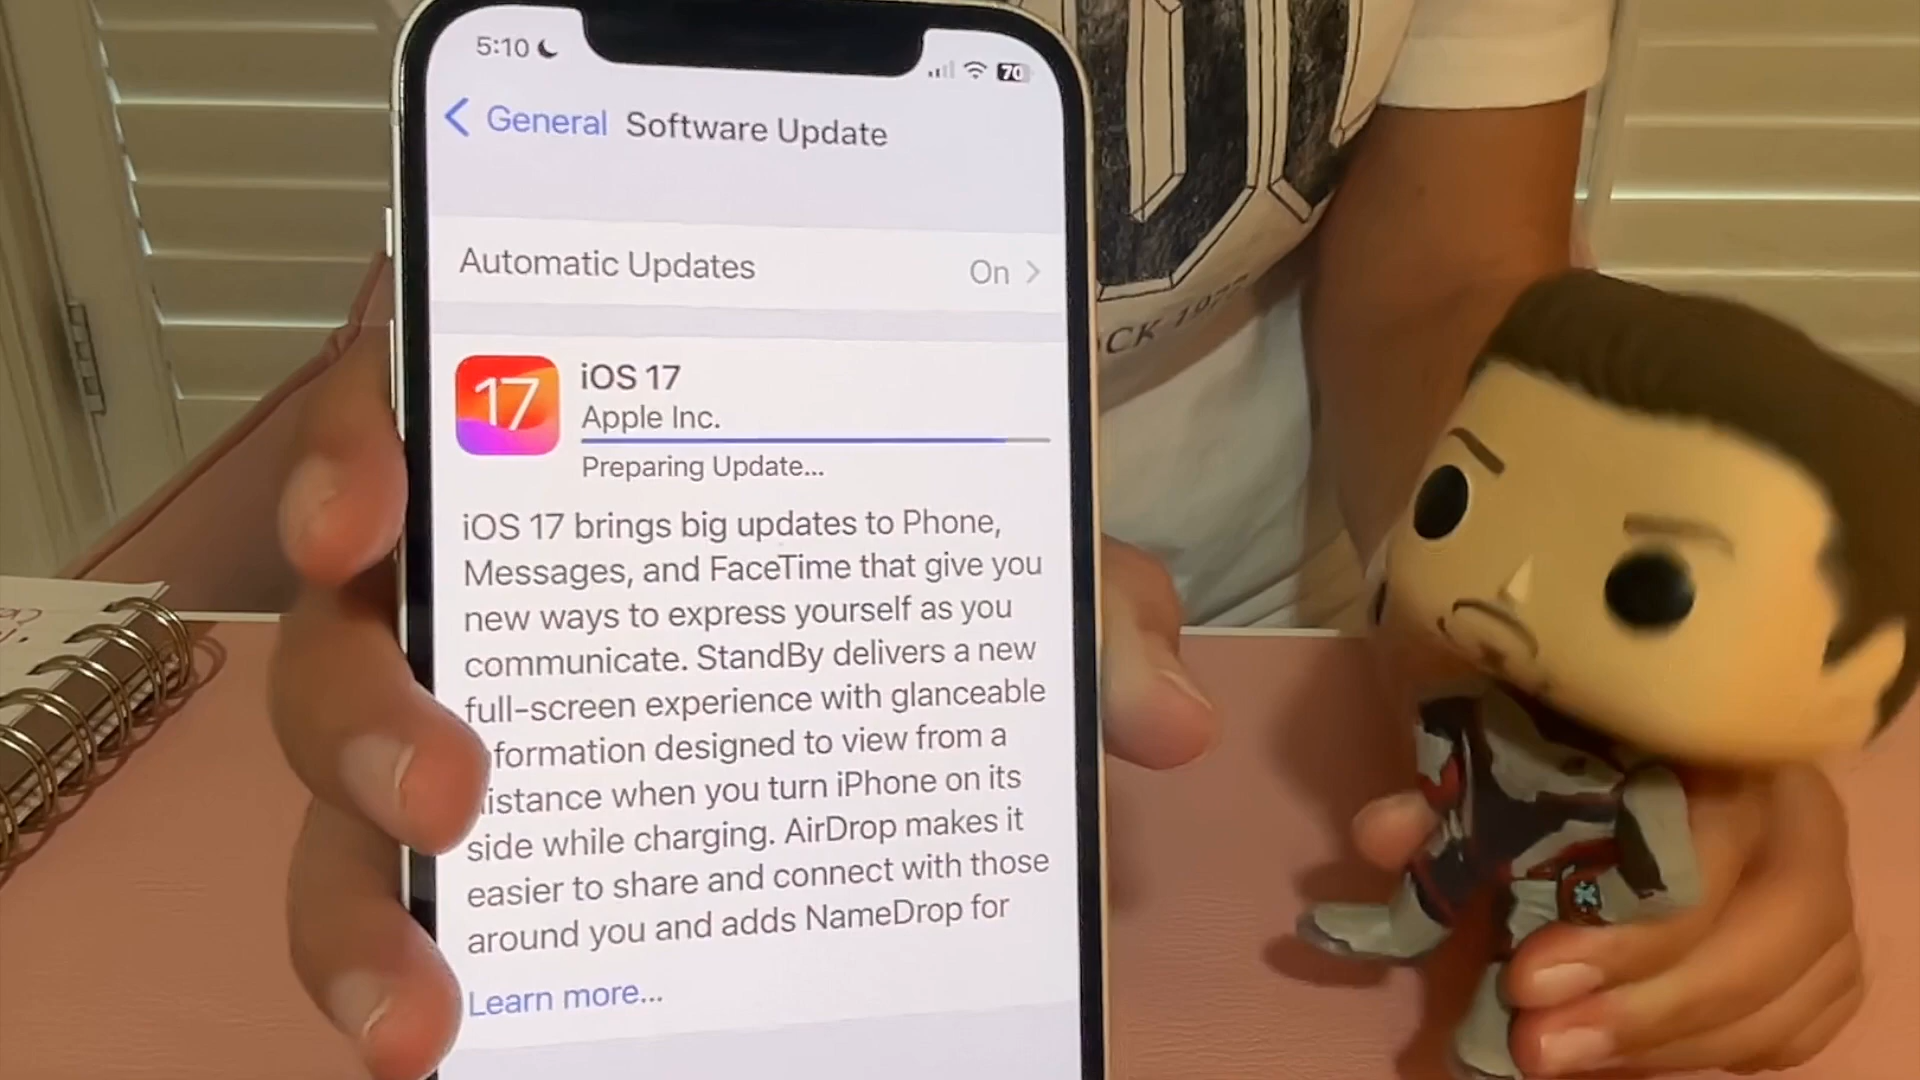 5:10
70
General Software Update
Automatic Updates On
17
iOS 17
Apple Inc.
Preparing Update...
iOS 17 brings big updates to Phone,
Messages, and FaceTime that give you
new ways to express yourself as you
communicate. StandBy delivers a new
full-screen experience with glanceable
formation designed to view from a
istance when you turn iPhone on its
side while charging. AirDrop makes it
easier to share and connect with those
around you and adds NameDrop for
Learn more...
CK 1977